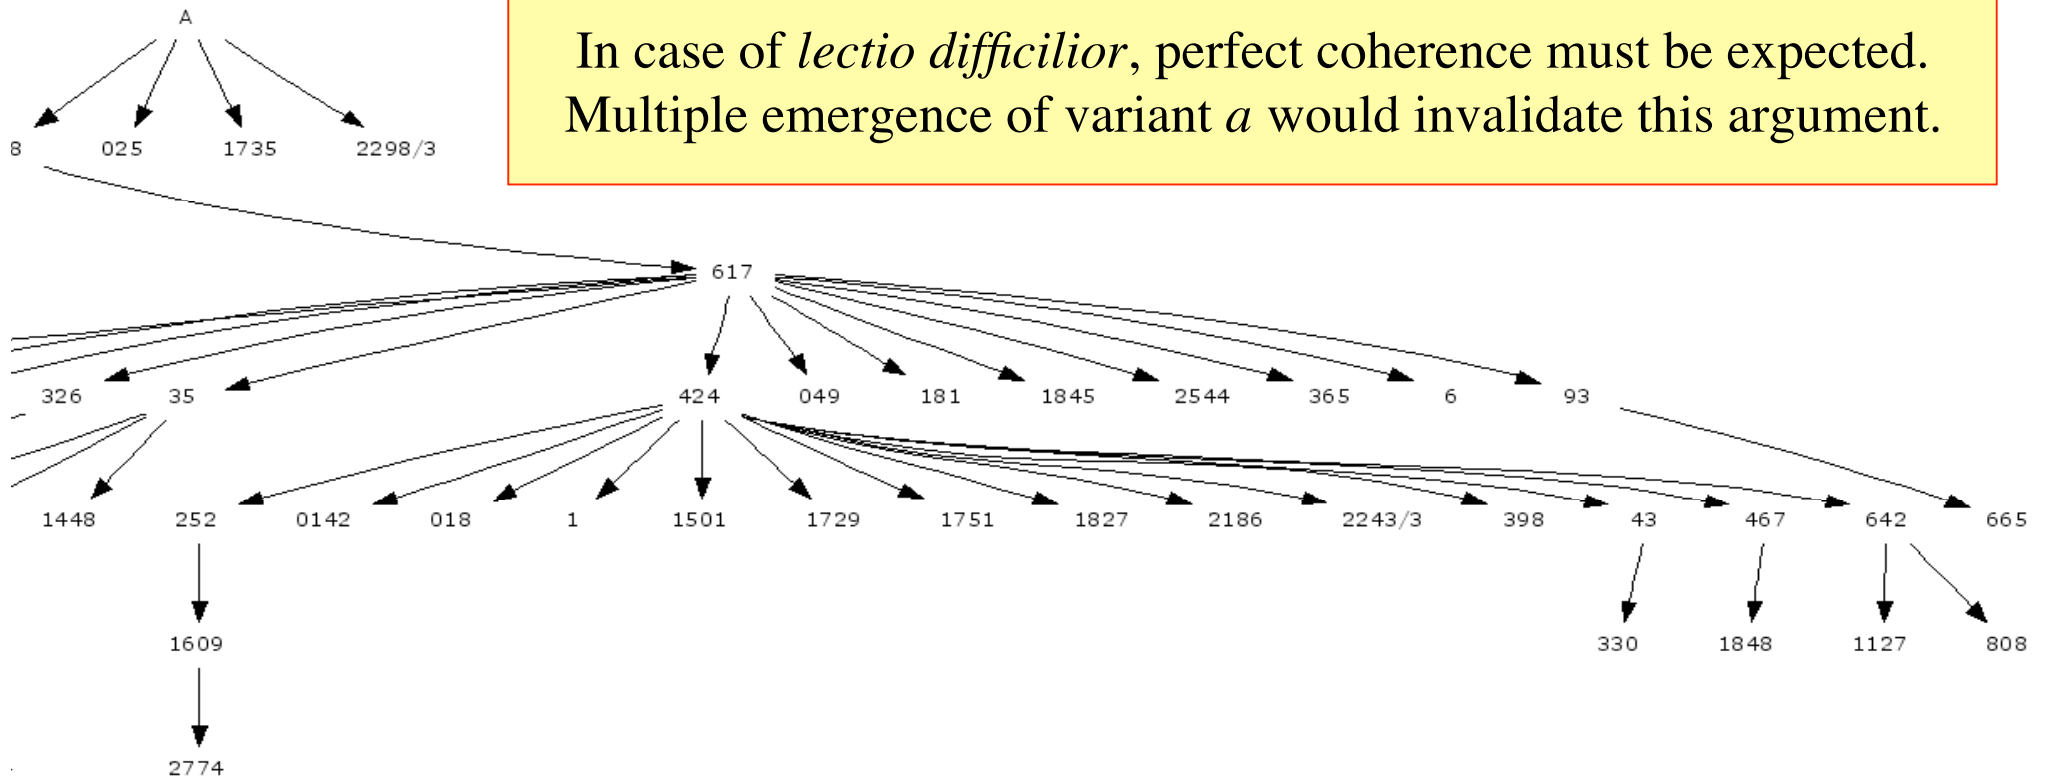 A
In case of lectio difficilior, perfect coherence must be expected.
Multiple emergence of variant a would invalidate this argument.
8 025 1735 2298/3
617
326 35 424 049 181 1845 2544 365 6 93
1448 252 0142 018 1 1501 1729 1751 1827 2186 2243/3 398 43 467 642 665
1609 330 1848 1127 808
2774